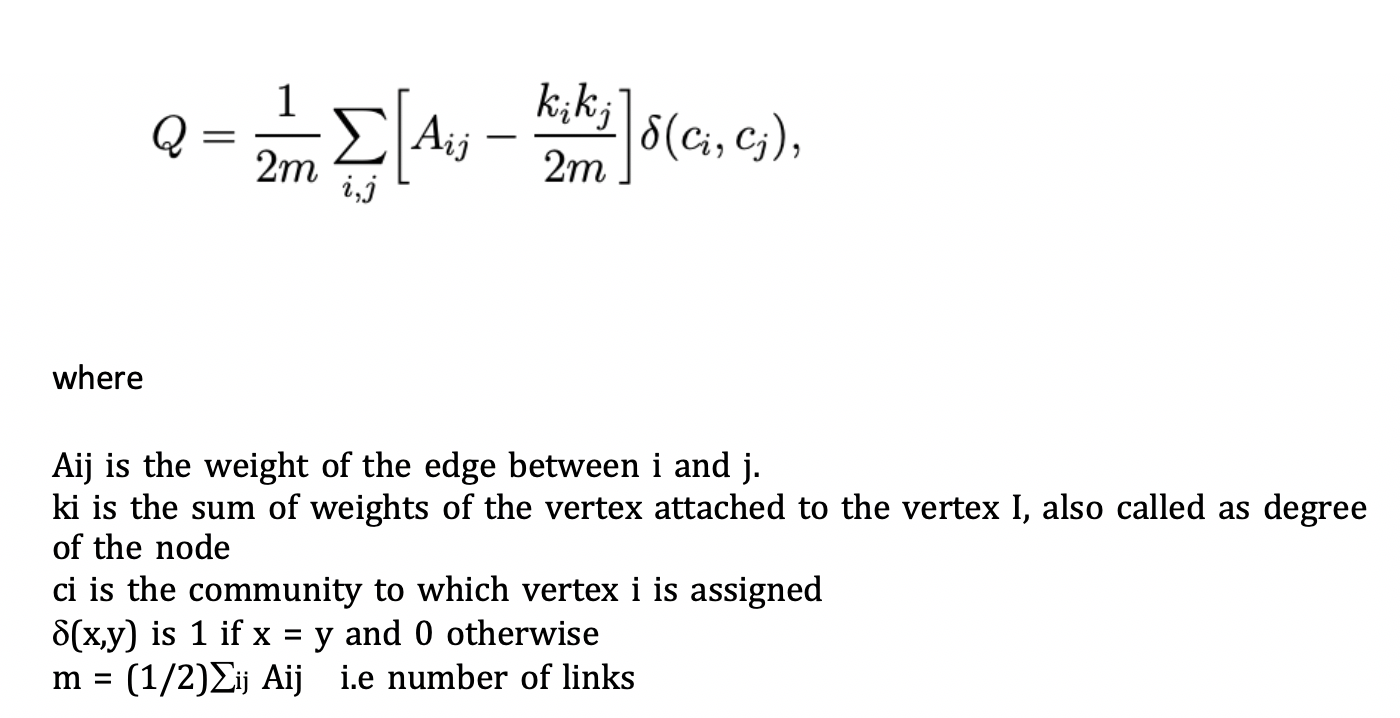 Q = \frac{1}{2m} \sum_{i,j} \left[ A_{ij} - \frac{k_i k_j}{2m} \right] \delta(c_i, c_j),
where
Aij is the weight of the edge between i and j.
ki is the sum of weights of the vertex attached to the vertex I, also called as degree
of the node
ci is the community to which vertex i is assigned
δ(x,y) is 1 if x = y and 0 otherwise
m = (1/2)∑ij Aij   i.e number of links